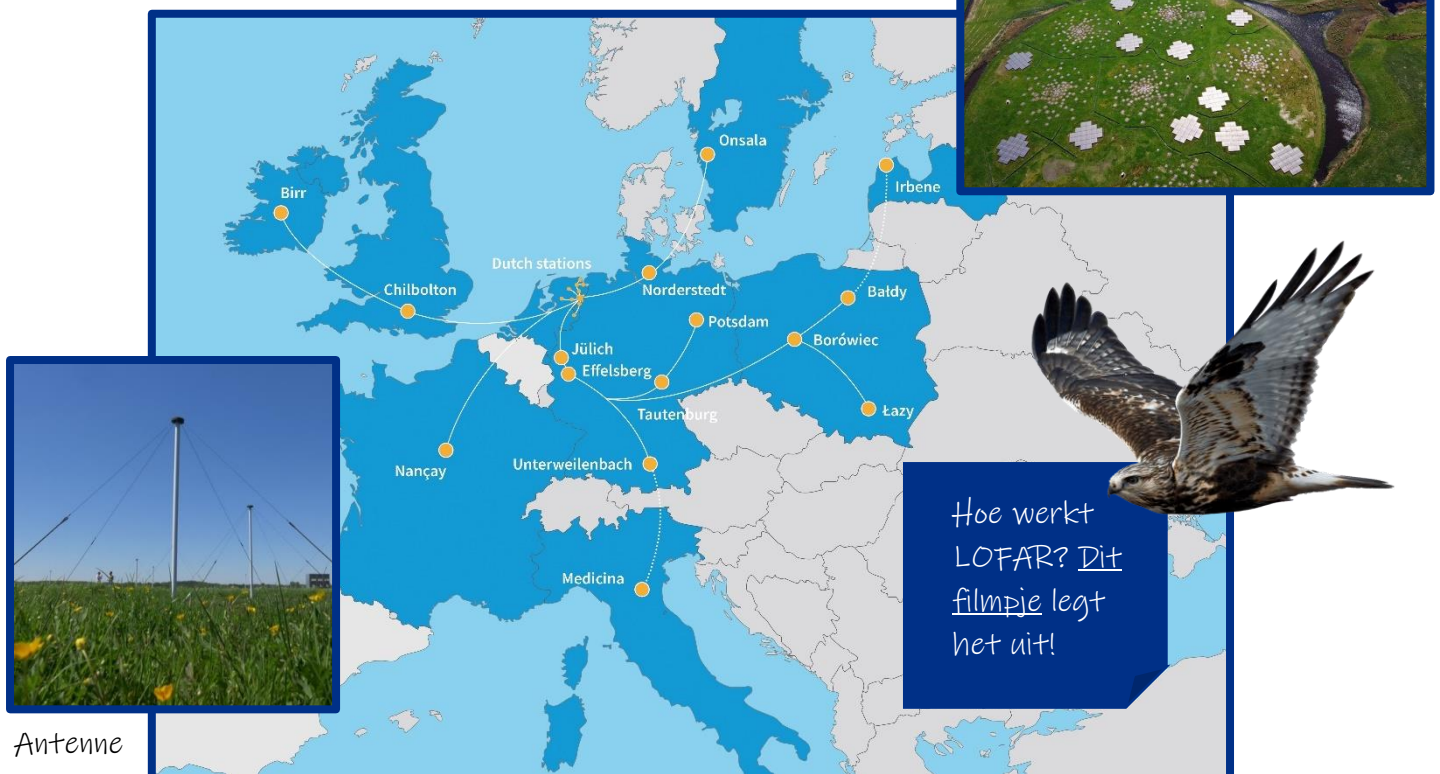 Onsala
Irbene
Birr
Dutch stations
Chilbolton
Norderstedt
Bałdy
Potsdam
Borówiec
Jülich
Effelsberg
Tautenburg
Łazy
Nançay
Unterweilenbach
Medicina
Hoe werkt
LOFAR? Dit
filmpje legt
het uit!
Antenne